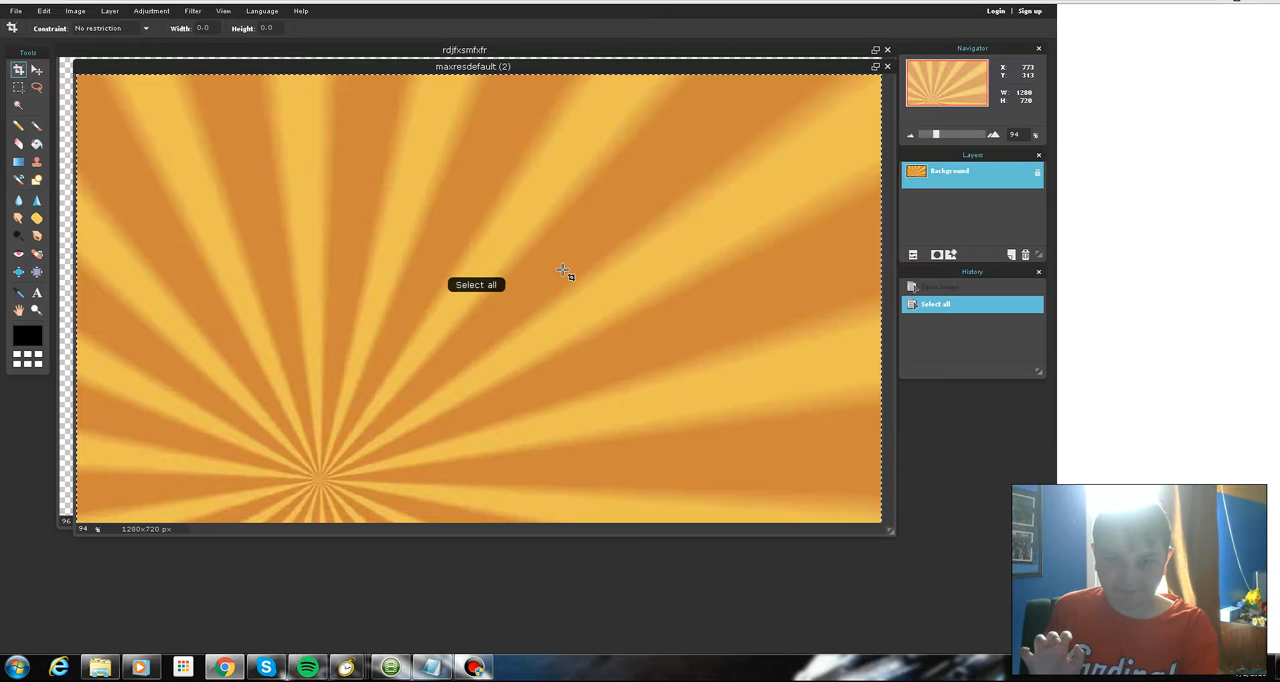 File Edit Image Layer Adjustment Filter View Language Help Login Sign up
Constraint: No restriction Width: 0.0 Height: 0.0
Tools
rdjfxsmfxfr
maxresdefault (2)
Navigator
X: 773
Y: 313
W: 1280
H: 720
94 %
Layers
Background
History
Select all
Select all
A
96
94 % 1280x720 px
Cardinal